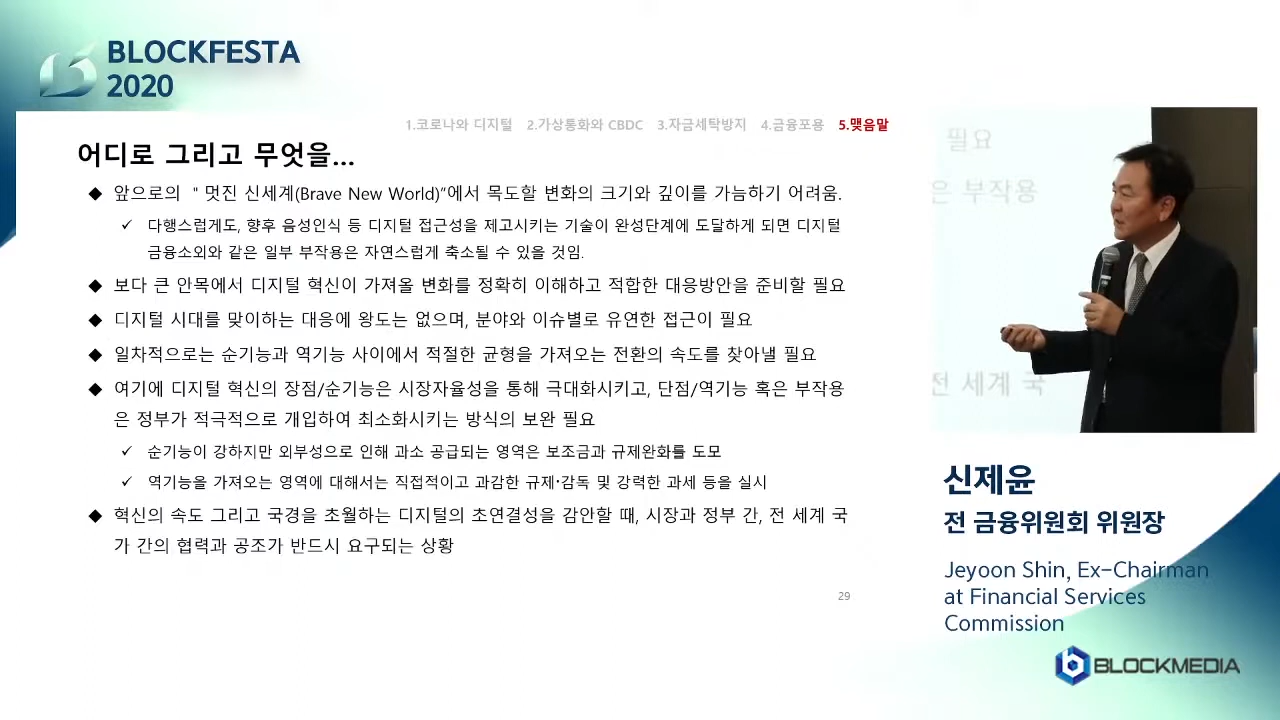 BLOCKFESTA
2020
1.코로나와 디지털 2.가상통화와 CBDC 3.자금세탁방지 4.금융포용 5.맺음말
어디로 그리고 무엇을...
◆ 앞으로의 "멋진 신세계(Brave New World)"에서 목도할 변화의 크기와 깊이를 가늠하기 어려움.
✓ 다행스럽게도, 향후 음성인식 등 디지털 접근성을 제고시키는 기술이 완성단계에 도달하게 되면 디지털
금융소외와 같은 일부 부작용은 자연스럽게 축소될 수 있을 것임.
◆ 보다 큰 안목에서 디지털 혁신이 가져올 변화를 정확히 이해하고 적합한 대응방안을 준비할 필요
◆ 디지털 시대를 맞이하는 대응에 왕도는 없으며, 분야와 이슈별로 유연한 접근이 필요
◆ 일차적으로는 순기능과 역기능 사이에서 적절한 균형을 가져오는 전환의 속도를 찾아낼 필요
◆ 여기에 디지털 혁신의 장점/순기능은 시장자율성을 통해 극대화시키고, 단점/역기능 혹은 부작용
은 정부가 적극적으로 개입하여 최소화시키는 방식의 보완 필요
✓ 순기능이 강하지만 외부성으로 인해 과소 공급되는 영역은 보조금과 규제완화를 도모
✓ 역기능을 가져오는 영역에 대해서는 직접적이고 과감한 규제·감독 및 강력한 과세 등을 실시
◆ 혁신의 속도 그리고 국경을 초월하는 디지털의 초연결성을 감안할 때, 시장과 정부 간, 전 세계 국
가 간의 협력과 공조가 반드시 요구되는 상황
29
필요
은 부작용
전 세계 국
신제윤
전 금융위원회 위원장
Jeyoon Shin, Ex-Chairman
at Financial Services
Commission
BLOCKMEDIA